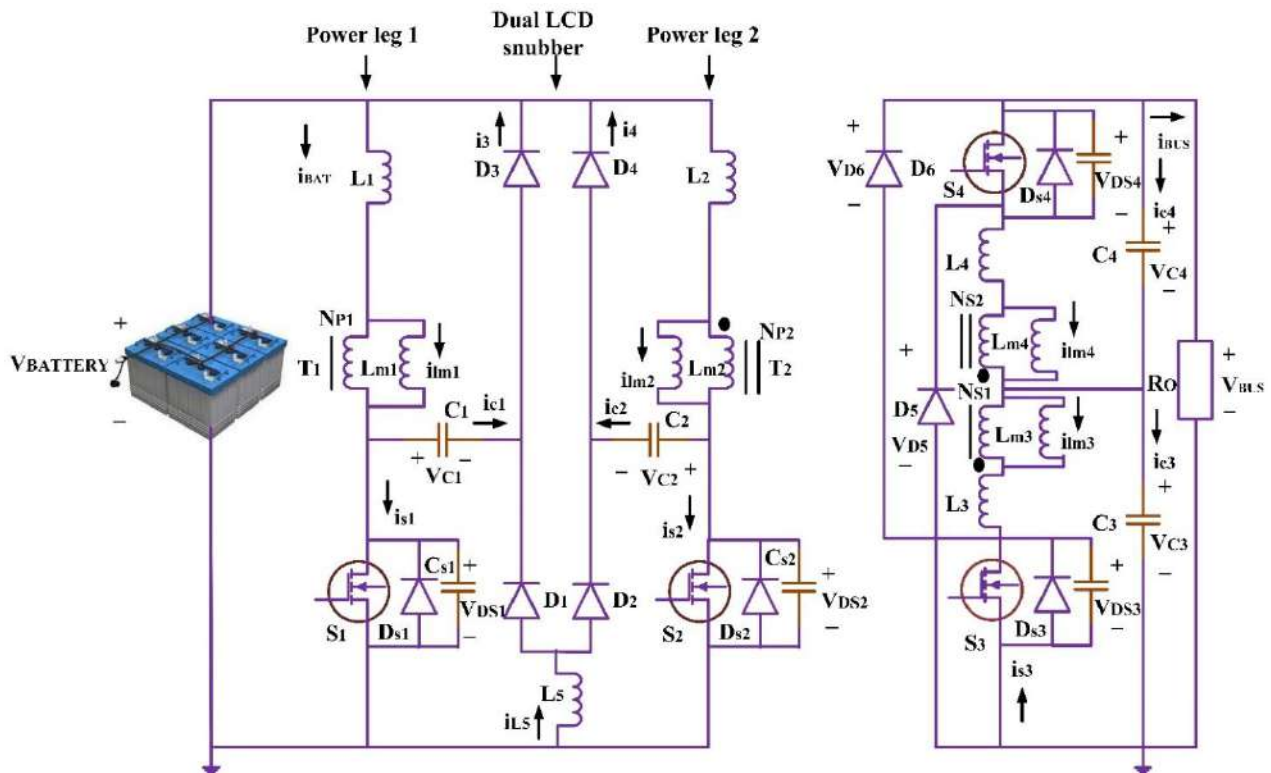 Dual LCD
snubber
Power leg 1
Power leg 2
i3
i4
iBAT
L1
D3
D4
L2
NP1
T1
Lm1
ilm1
NP2
ilm2
Lm2
T2
+
VBATTERY
−
C1
ic1
ic2
C2
+ −
VC1
− +
VC2
is1
is2
Cs1
+
VDS1
−
S1
Ds1
D1
D2
Cs2
+
VDS2
−
S2
Ds2
L5
iL5
+
VD6
−
D6
S4
Ds4
+
VDS4
−
iBUS
ic4
+
C4
VC4
−
L4
NS2
Lm4
ilm4
NS1
Lm3
ilm3
+
D5
VD5
−
RO
+
VBUS
−
ic3
L3
+
C3
VC3
−
S3
Ds3
+
VDS3
−
is3